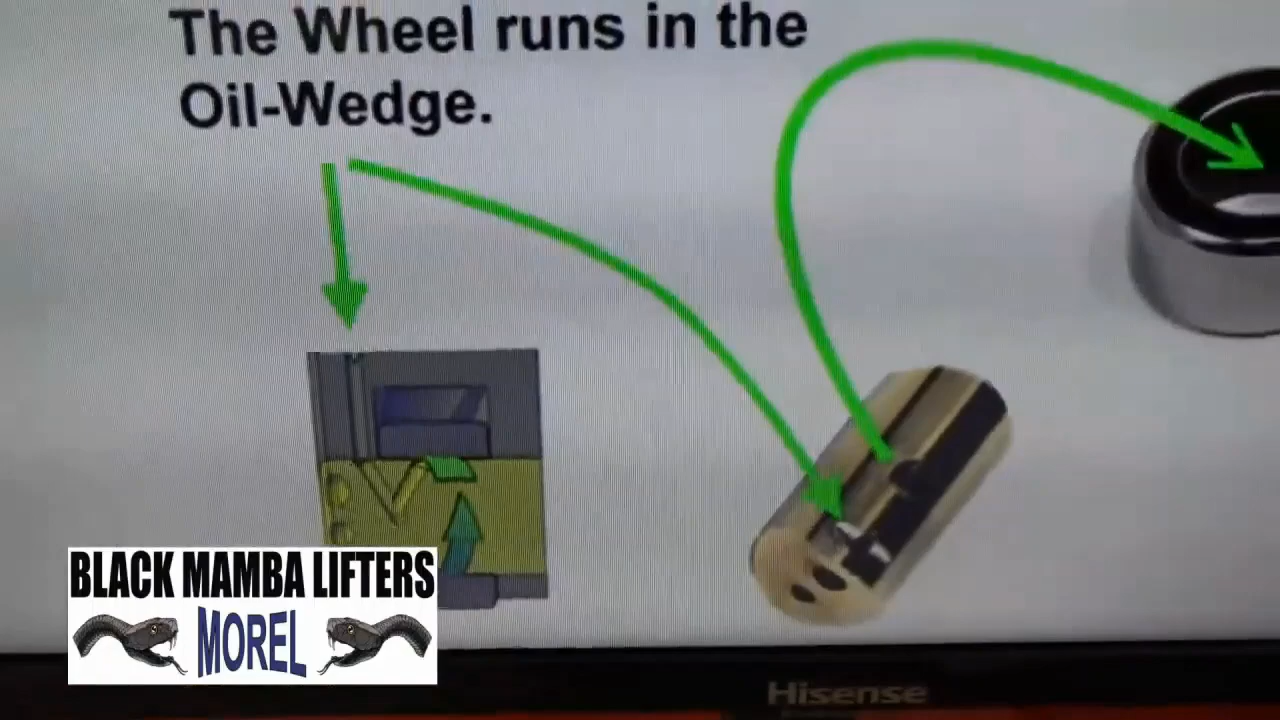 The Wheel runs in the
Oil-Wedge.
BLACK MAMBA LIFTERS
MOREL
Hisense